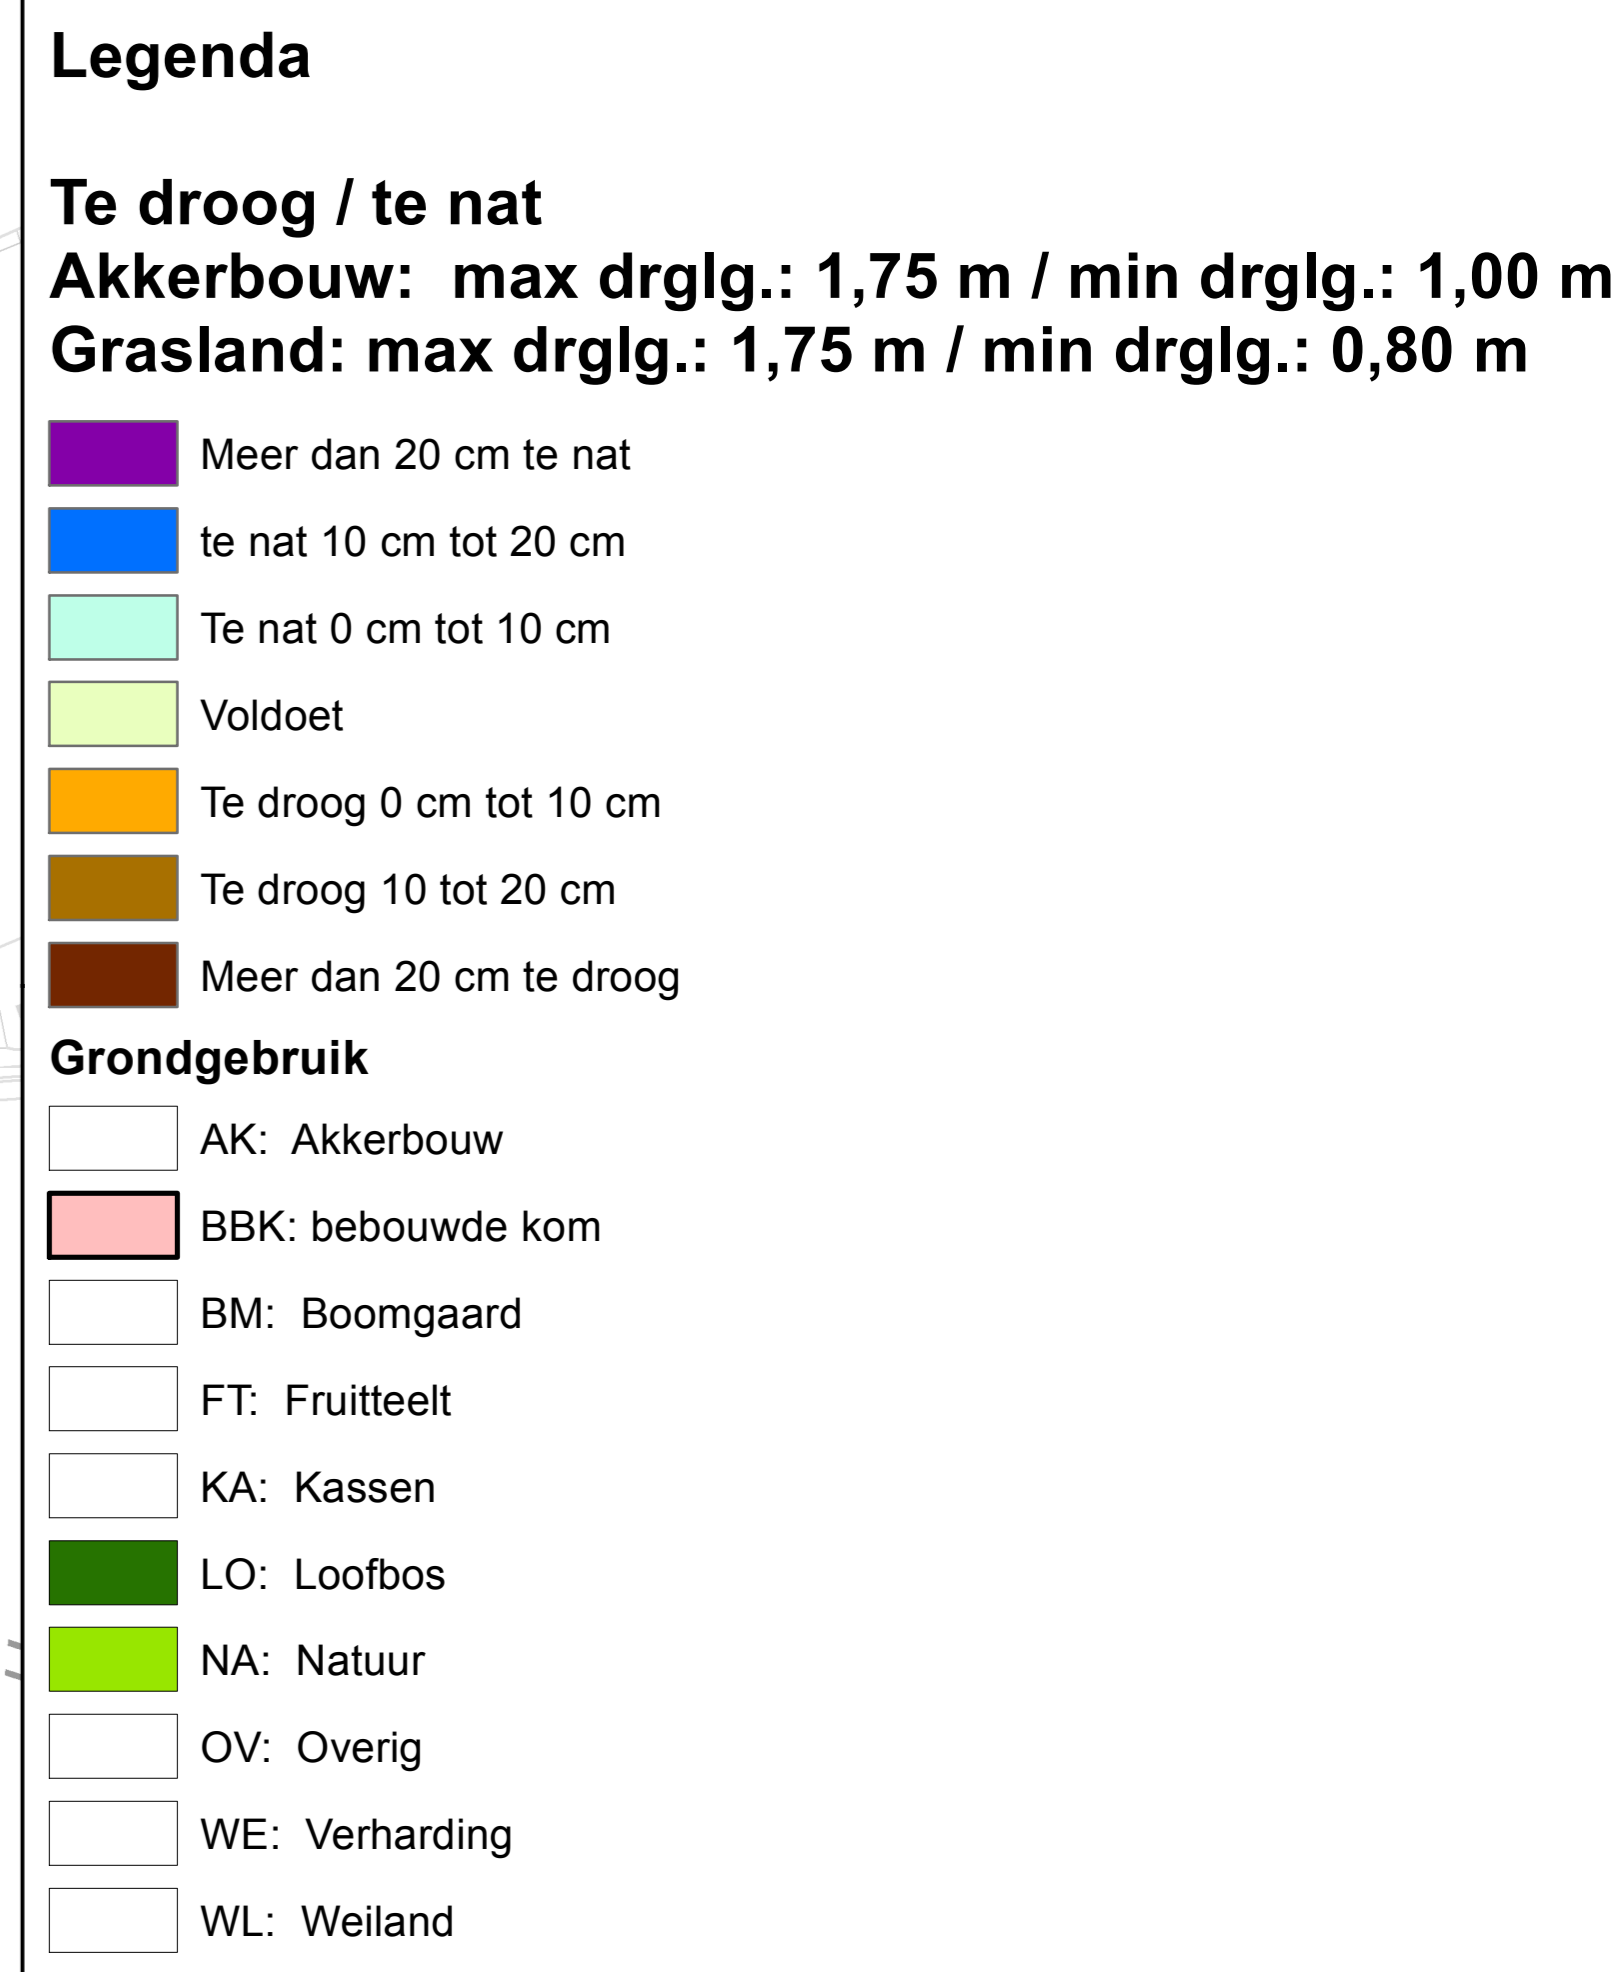 Legenda
Te droog / te nat
Akkerbouw:  max drglg.: 1,75 m / min drglg.: 1,00 m
Grasland: max drglg.: 1,75 m / min drglg.: 0,80 m
Meer dan 20 cm te nat
te nat 10 cm tot 20 cm
Te nat 0 cm tot 10 cm
Voldoet
Te droog 0 cm tot 10 cm
Te droog 10 tot 20 cm
Meer dan 20 cm te droog
Grondgebruik
AK:  Akkerbouw
BBK: bebouwde kom
BM:  Boomgaard
FT:  Fruitteelt
KA:  Kassen
LO:  Loofbos
NA:  Natuur
OV:  Overig
WE:  Verharding
WL:  Weiland